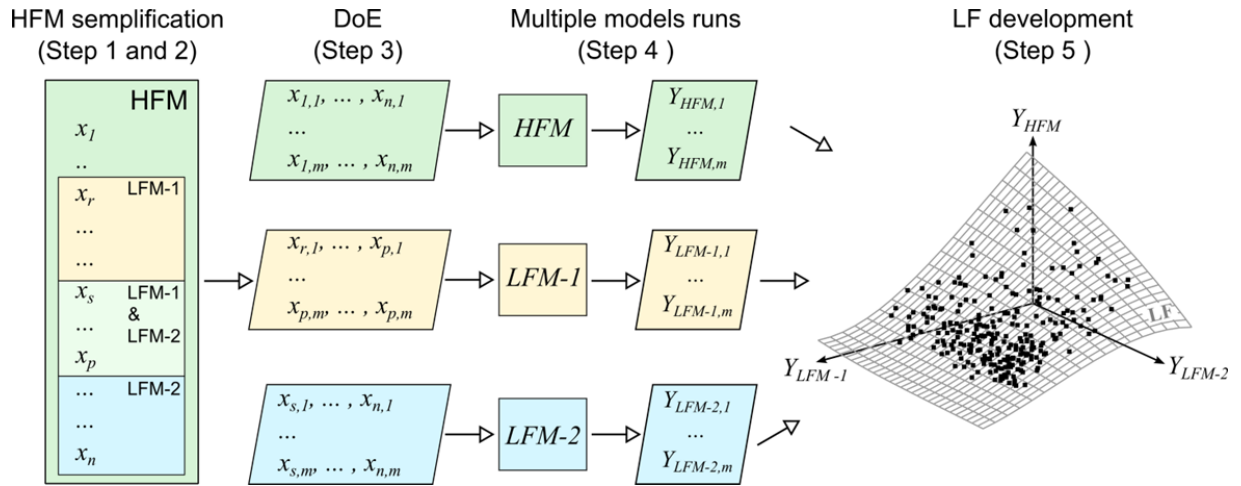 HFM semplification
(Step 1 and 2)
DoE
(Step 3)
Multiple models runs
(Step 4 )
LF development
(Step 5 )
HFM
x1
..
xr LFM-1
...
...
xs LFM-1
& 
... LFM-2
xp
... LFM-2
...
xn
x1,1, ... , xn,1
...
x1,m, ... , xn,m
HFM
YHFM,1
...
YHFM,m
xr,1, ... , xp,1
...
xp,m, ... , xp,m
LFM-1
YLFM-1,1
...
YLFM-1,m
xs,1, ... , xn,1
...
xs,m, ... , xn,m
LFM-2
YLFM-2,1
...
YLFM-2,m
YHFM
LF
YLFM-1
YLFM-2